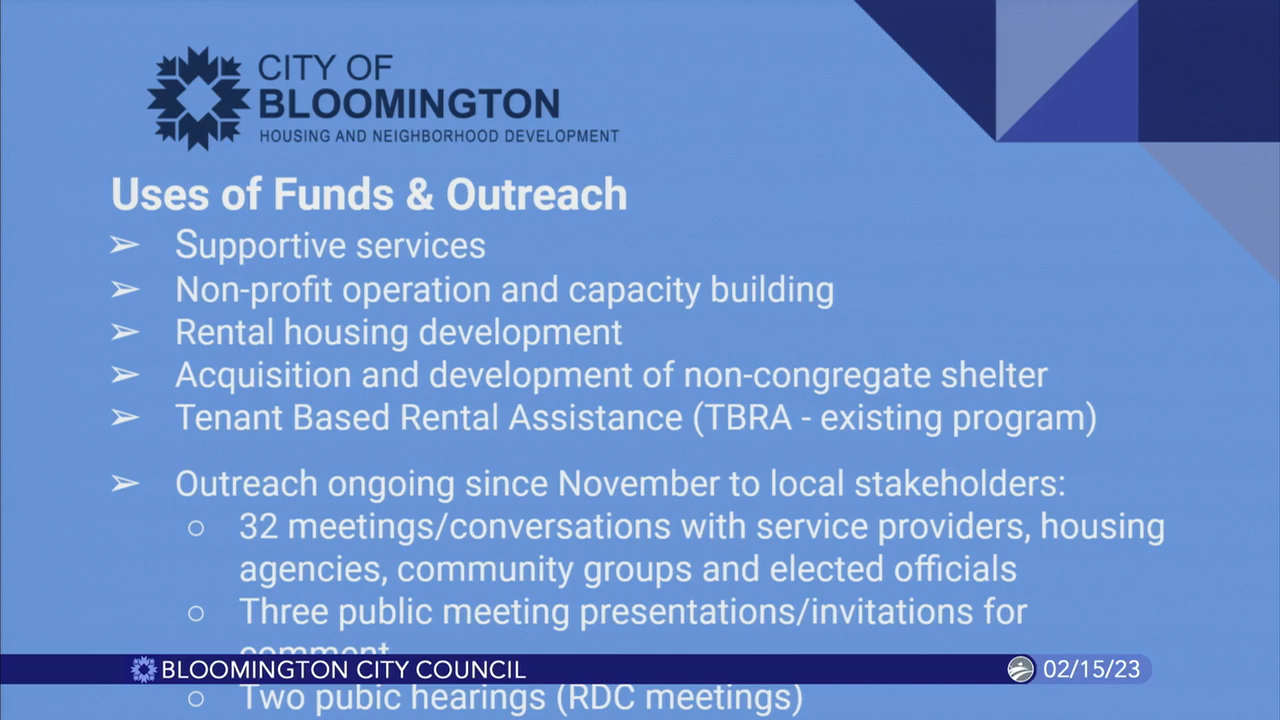 CITY OF
BLOOMINGTON
HOUSING AND NEIGHBORHOOD DEVELOPMENT
Uses of Funds & Outreach
➢ Supportive services
➢ Non-profit operation and capacity building
➢ Rental housing development
➢ Acquisition and development of non-congregate shelter
➢ Tenant Based Rental Assistance (TBRA - existing program)
➢ Outreach ongoing since November to local stakeholders:
○ 32 meetings/conversations with service providers, housing
agencies, community groups and elected officials
○ Three public meeting presentations/invitations for
comment
BLOOMINGTON CITY COUNCIL 02/15/23
○ Two pubic hearings (RDC meetings)